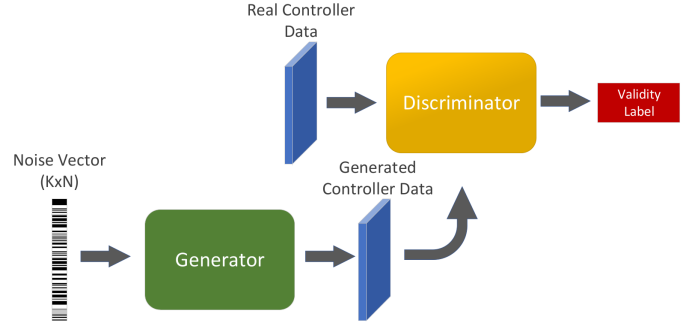 Real Controller
Data
Discriminator
Validity
Label
Noise Vector
(KxN)
Generated
Controller Data
Generator